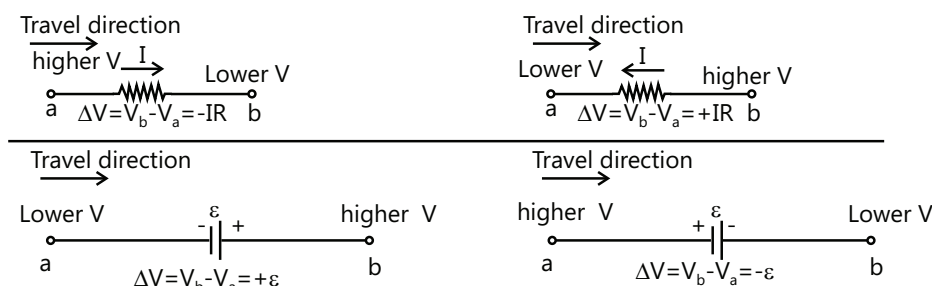 Travel direction
higher V
I
Lower V
a
b
ΔV=V_b-V_a=-IR
Travel direction
Lower V
I
higher V
a
b
ΔV=V_b-V_a=+IR
Travel direction
Lower V
ε
- +
higher V
a
b
ΔV=V_b-V_a=+ε
Travel direction
higher V
ε
+ -
Lower V
a
b
ΔV=V_b-V_a=-ε